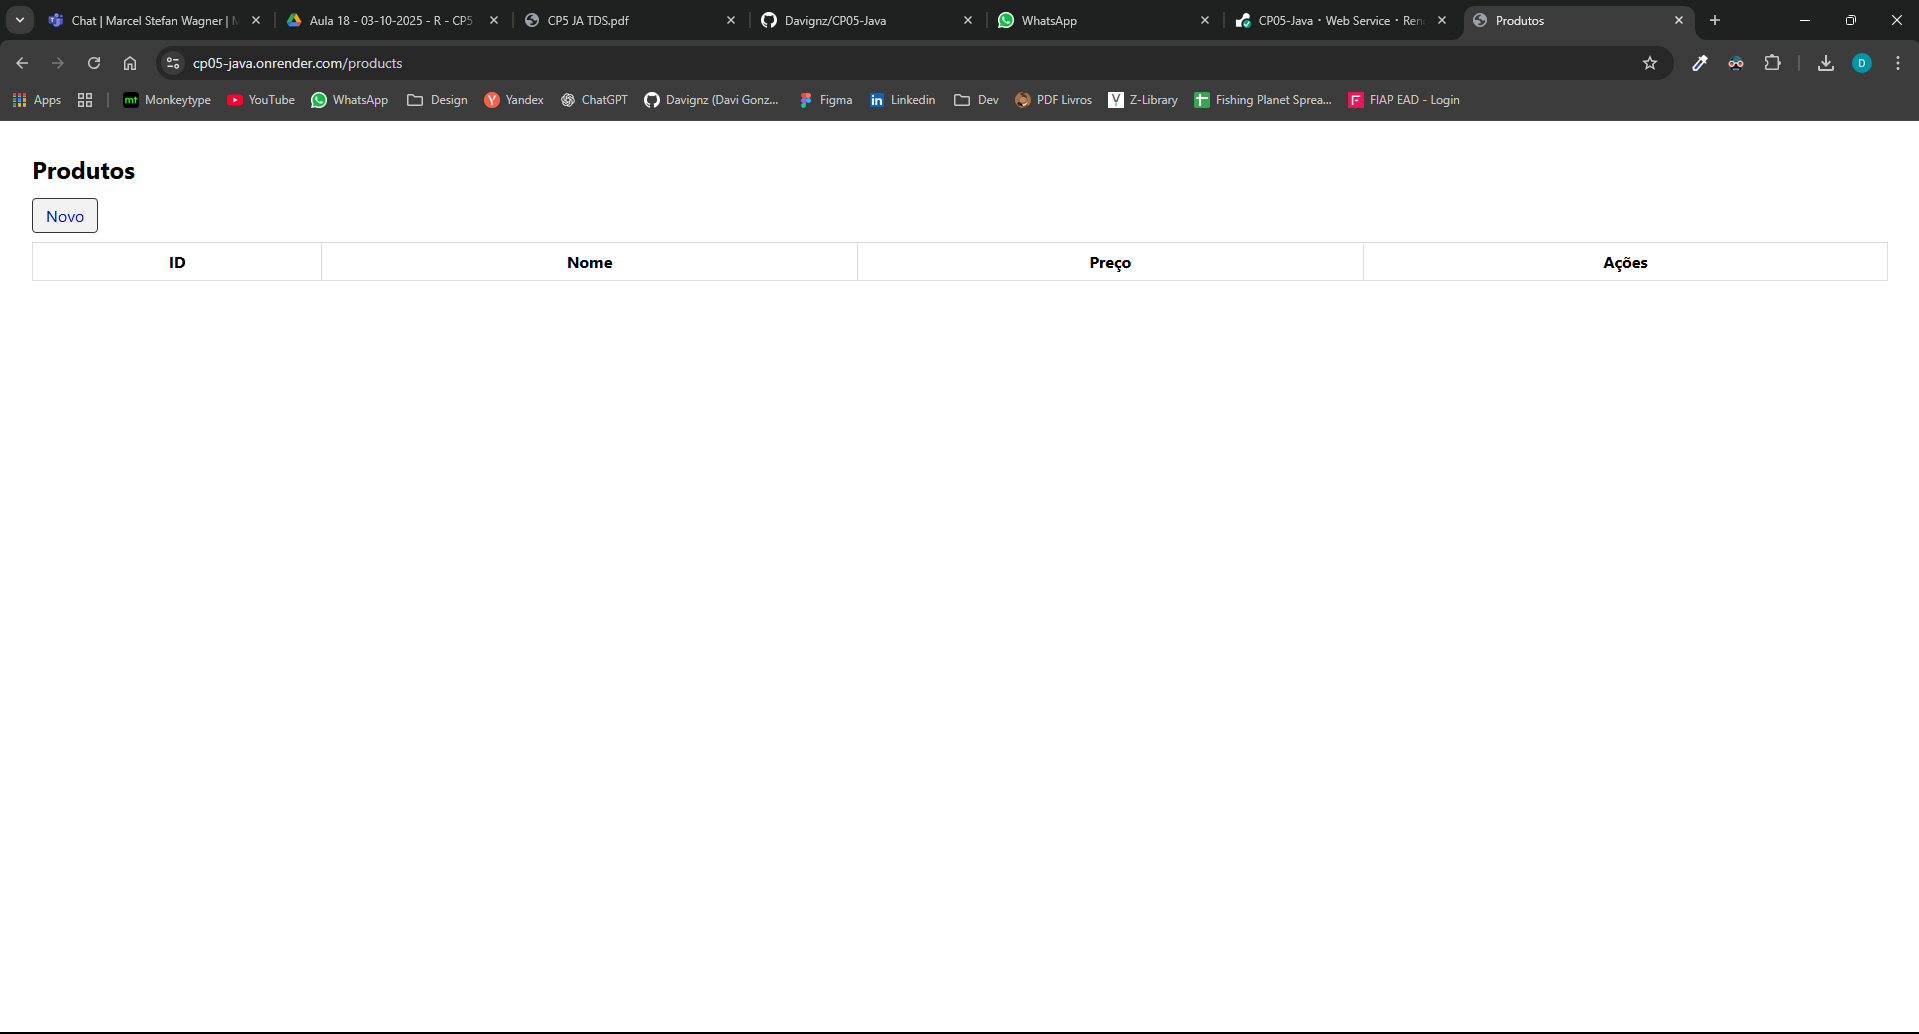 Chat | Marcel Stefan Wagner | M
Aula 18 - 03-10-2025 - R - CP5
CP5 JA TDS.pdf
Davignz/CP05-Java
WhatsApp
CP05-Java · Web Service · Ren
Produtos
cp05-java.onrender.com/products
D
Apps
mt Monkeytype
YouTube
WhatsApp
Design
Y Yandex
ChatGPT
Davignz (Davi Gonz...
Figma
in Linkedin
Dev
PDF Livros
Z-Library
Fishing Planet Sprea...
F FIAP EAD - Login
Produtos
Novo
ID Nome Preço Ações